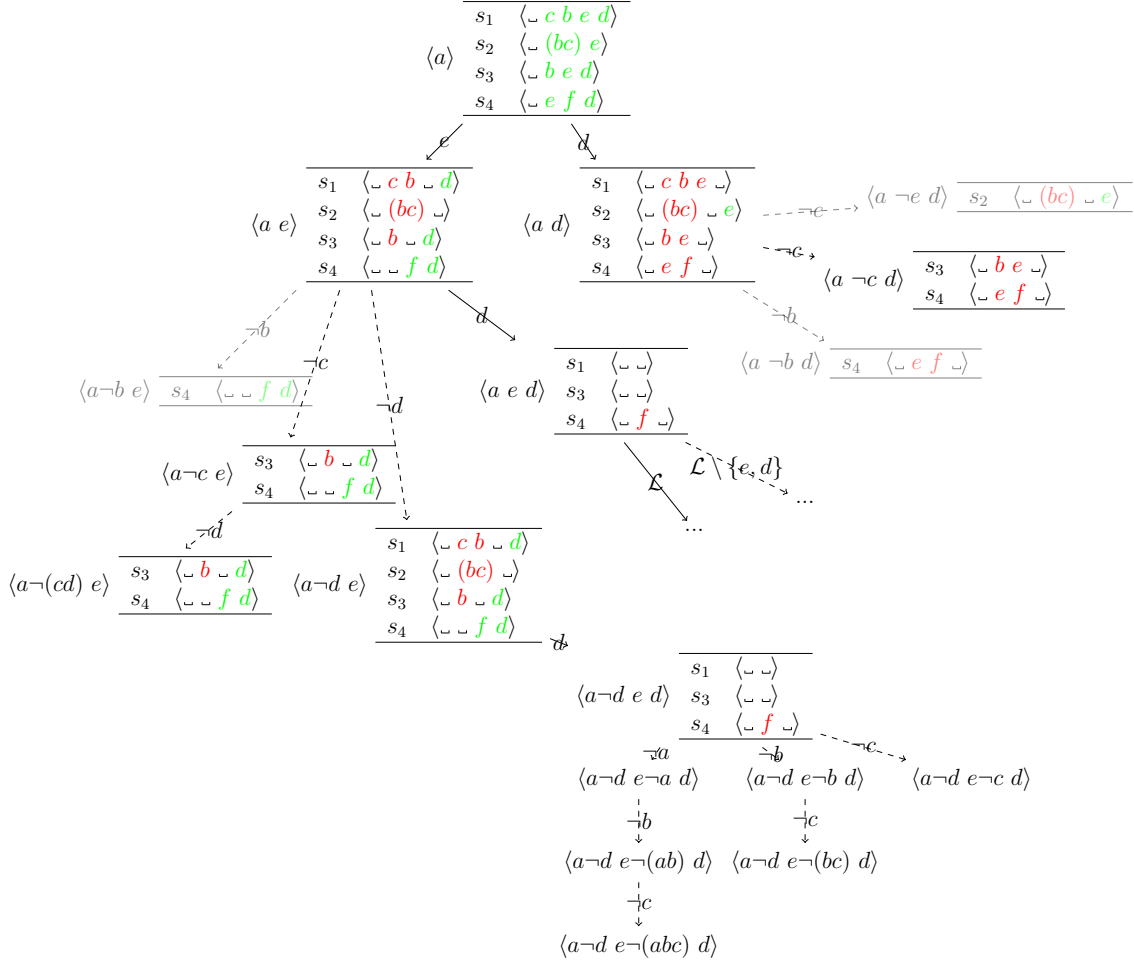 ⟨a⟩
s₁ ⟨␣ c b e d⟩
s₂ ⟨␣ (bc) e⟩
s₃ ⟨␣ b e d⟩
s₄ ⟨␣ e f d⟩
e
d
⟨a e⟩
s₁ ⟨␣ c b ␣ d⟩
s₂ ⟨␣ (bc) ␣⟩
s₃ ⟨␣ b ␣ d⟩
s₄ ⟨␣ ␣ f d⟩
⟨a d⟩
s₁ ⟨␣ c b e ␣⟩
s₂ ⟨␣ (bc) ␣ e⟩
s₃ ⟨␣ b e ␣⟩
s₄ ⟨␣ e f ␣⟩
¬c
⟨a ¬e d⟩
s₂ ⟨␣ (bc) ␣ e⟩
¬c
⟨a ¬c d⟩
s₃ ⟨␣ b e ␣⟩
s₄ ⟨␣ e f ␣⟩
¬b
¬c
¬d
d
¬b
⟨a¬b e⟩
s₄ ⟨␣ ␣ f d⟩
⟨a e d⟩
s₁ ⟨␣ ␣⟩
s₃ ⟨␣ ␣⟩
s₄ ⟨␣ f ␣⟩
⟨a ¬b d⟩
s₄ ⟨␣ e f ␣⟩
⟨a¬c e⟩
s₃ ⟨␣ b ␣ d⟩
s₄ ⟨␣ ␣ f d⟩
ℒ
ℒ \ {e, d}
...
...
¬d
⟨a¬(cd) e⟩
s₃ ⟨␣ b ␣ d⟩
s₄ ⟨␣ ␣ f d⟩
⟨a¬d e⟩
s₁ ⟨␣ c b ␣ d⟩
s₂ ⟨␣ (bc) ␣⟩
s₃ ⟨␣ b ␣ d⟩
s₄ ⟨␣ ␣ f d⟩
d
⟨a¬d e d⟩
s₁ ⟨␣ ␣⟩
s₃ ⟨␣ ␣⟩
s₄ ⟨␣ f ␣⟩
¬a
¬b
¬c
⟨a¬d e¬a d⟩
⟨a¬d e¬b d⟩
⟨a¬d e¬c d⟩
¬b
¬c
⟨a¬d e¬(ab) d⟩
⟨a¬d e¬(bc) d⟩
¬c
⟨a¬d e¬(abc) d⟩